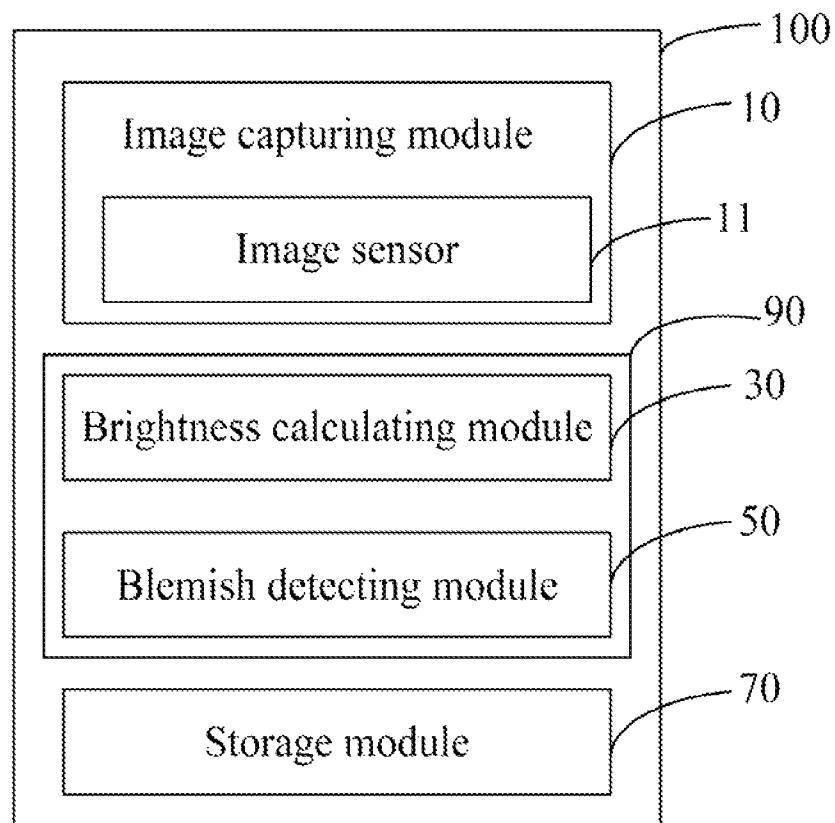 100
Image capturing module
10
Image sensor
11
90
Brightness calculating module
30
Blemish detecting module
50
Storage module
70